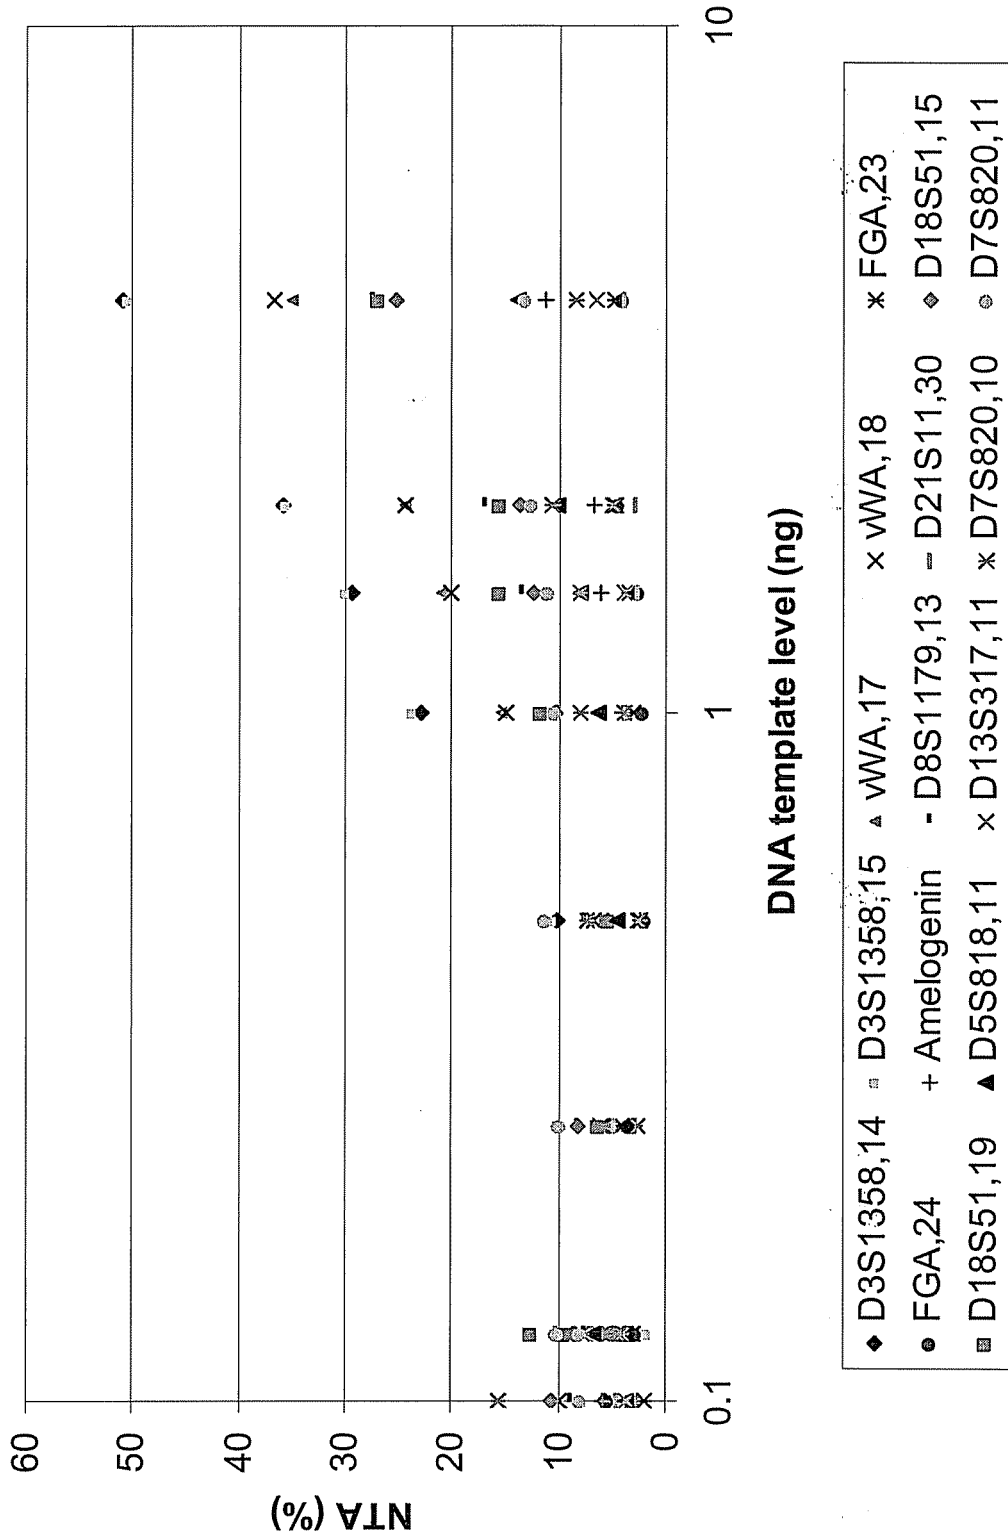 60
50
40
30
20
10
0
NTA (%)
0.1
1
10
DNA template level (ng)
D3S1358,14 D3S1358,15 vWA,17 vWA,18 FGA,23
FGA,24 Amelogenin D8S1179,13 D21S11,30 D18S51,15
D18S51,19 D5S818,11 D13S317,11 D7S820,10 D7S820,11